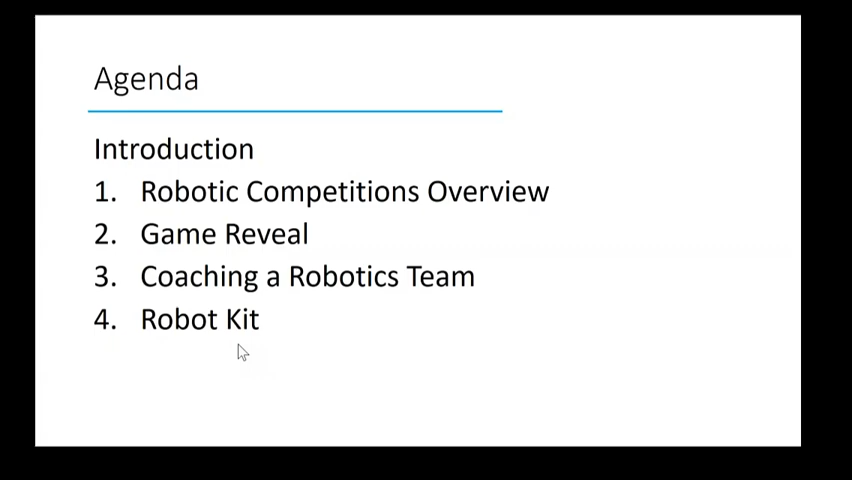 Agenda
Introduction
1. Robotic Competitions Overview
2. Game Reveal
3. Coaching a Robotics Team
4. Robot Kit